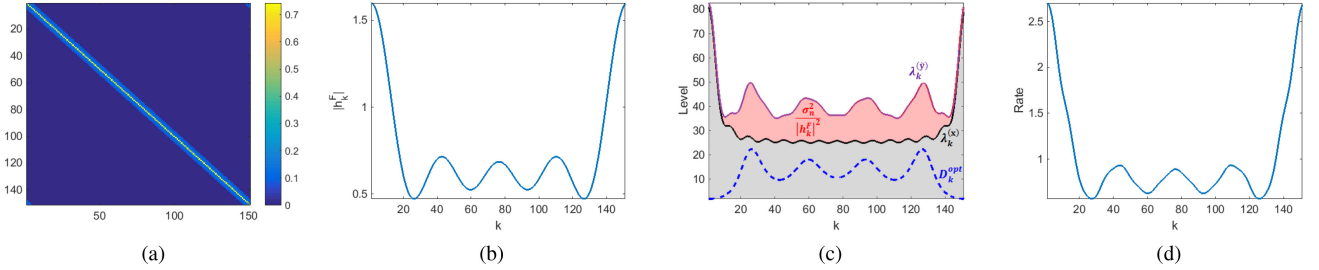 20
40
60
80
100
120
140
50
100
150
0.7
0.6
0.5
0.4
0.3
0.2
0.1
0
(a)
1.5
1
0.5
|h_k^F|
20 40 60 80 100 120 140
k
(b)
80
70
60
50
40
30
20
10
Level
λ_k^(ỹ)
σ_n^2 / |h_k^F|^2
λ_k^(x)
D_k^opt
20 40 60 80 100 120 140
k
(c)
2.5
2
1.5
1
Rate
20 40 60 80 100 120 140
k
(d)